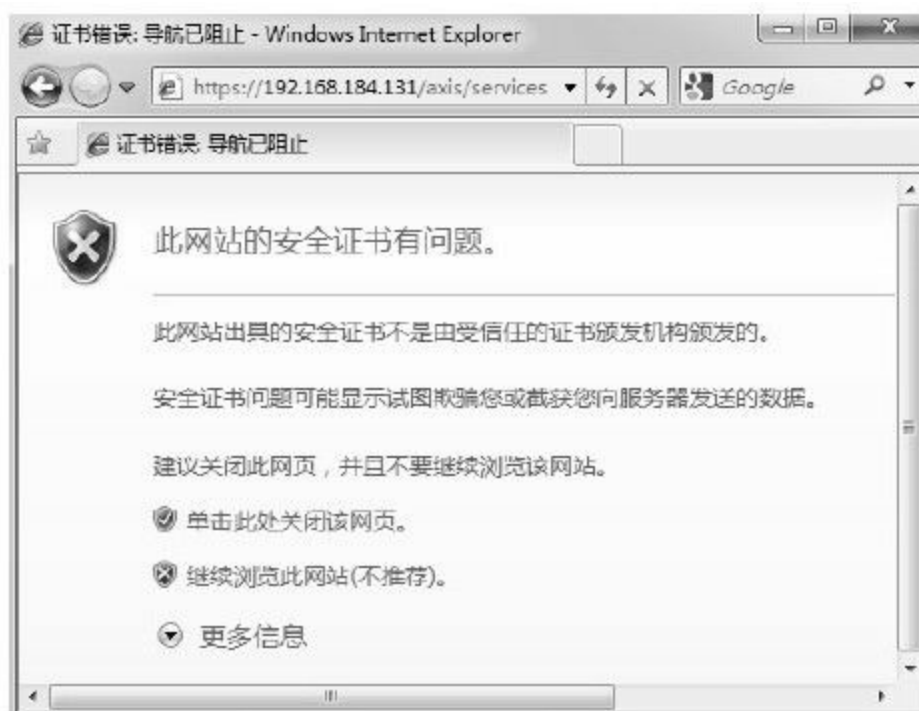 证书错误: 导航已阻止 - Windows Internet Explorer
https://192.168.184.131/axis/services
Google
证书错误: 导航已阻止
此网站的安全证书有问题。
此网站出具的安全证书不是由受信任的证书颁发机构颁发的。
安全证书问题可能显示试图欺骗您或截获您向服务器发送的数据。
建议关闭此网页，并且不要继续浏览该网站。
单击此处关闭该网页。
继续浏览此网站(不推荐)。
更多信息